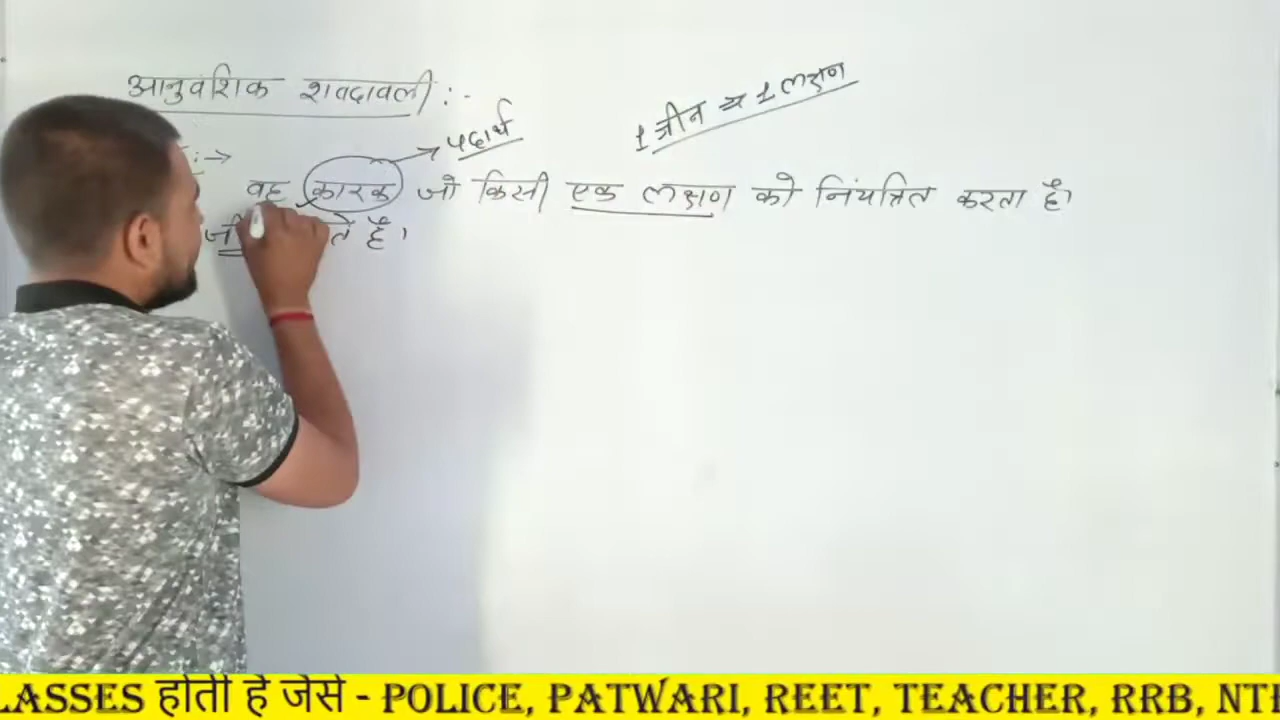 आनुवंशिक शवदावली :-
1 जीन ⇒ 1 लक्षण
:→
पदार्थ
वह कारक जो किसी एक लक्षण को नियंत्रित करता है।
है।
LASSES होती है जैसे - POLICE, PATWARI, REET, TEACHER, RRB, NT